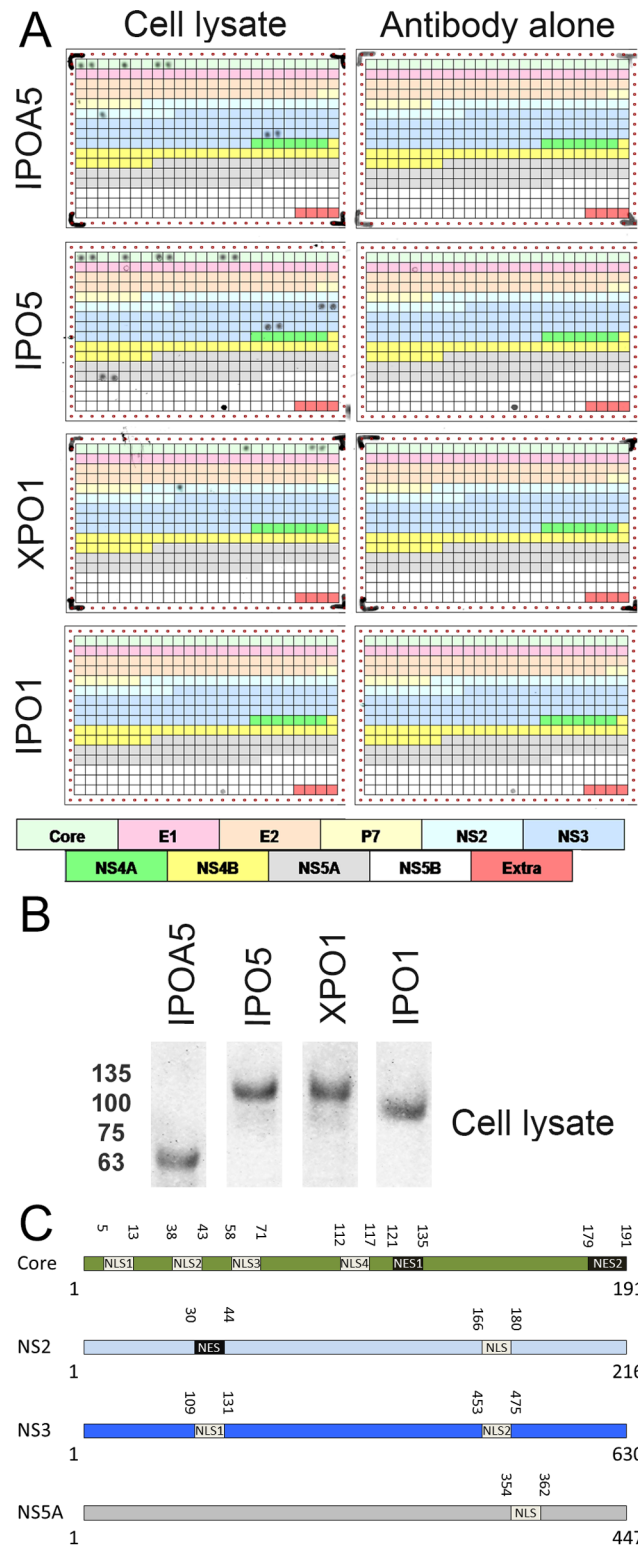 A
Cell lysate Antibody alone
IPOA5
IPO5
XPO1
IPO1
Core E1 E2 P7 NS2 NS3
NS4A NS4B NS5A NS5B Extra
B
IPOA5 IPO5 XPO1 IPO1
135
100
75
63
Cell lysate
C
5 13 38 43 58 71 112 117 121 135 179 191
Core NLS1 NLS2 NLS3 NLS4 NES1 NES2
1 191
30 44 166 180
NS2 NES NLS
1 216
109 131 453 475
NS3 NLS1 NLS2
1 630
354 362
NS5A NLS
1 447